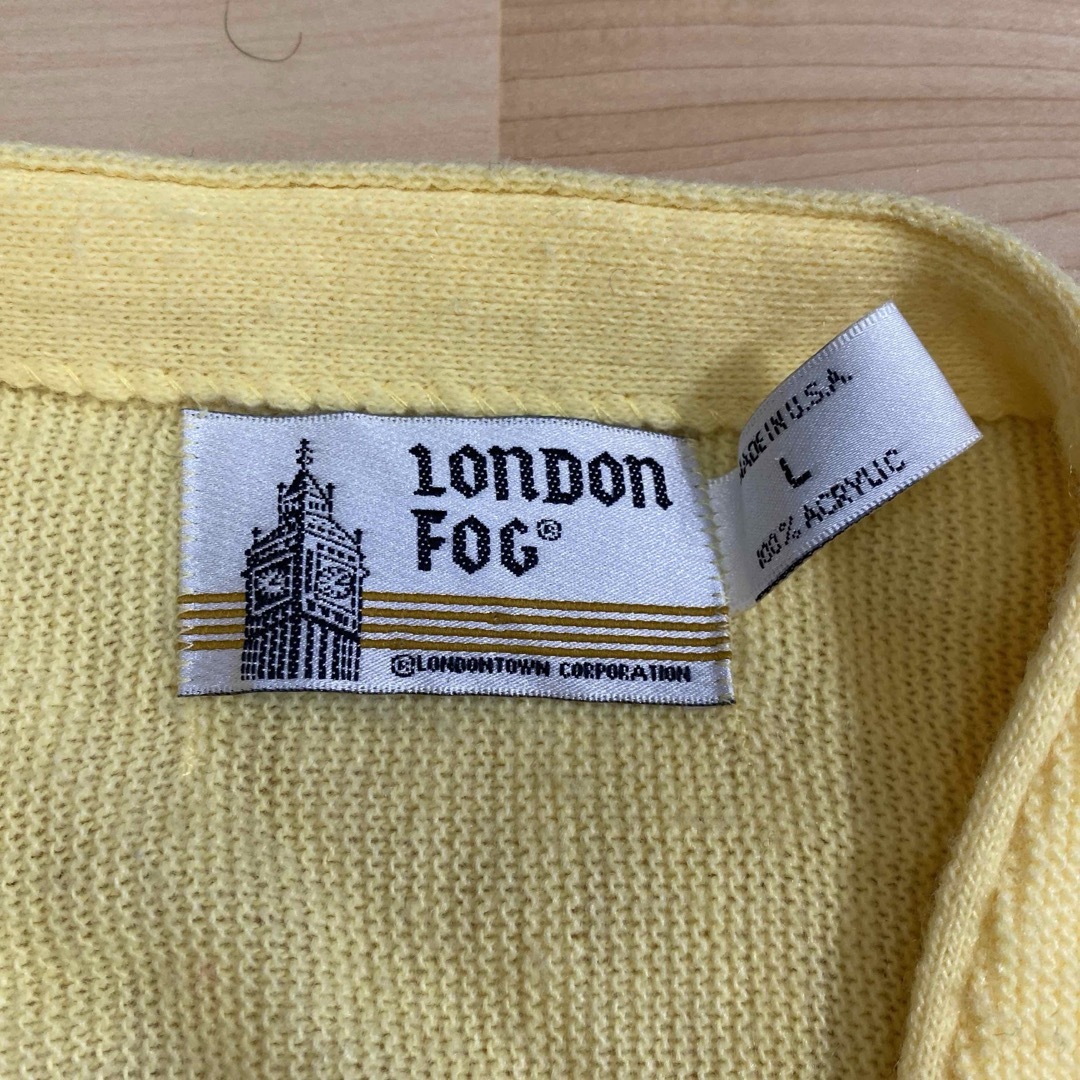 LONDON
FOG®
©LONDONTOWN CORPORATION
MADE IN U.S.A.
L
100% ACRYLIC